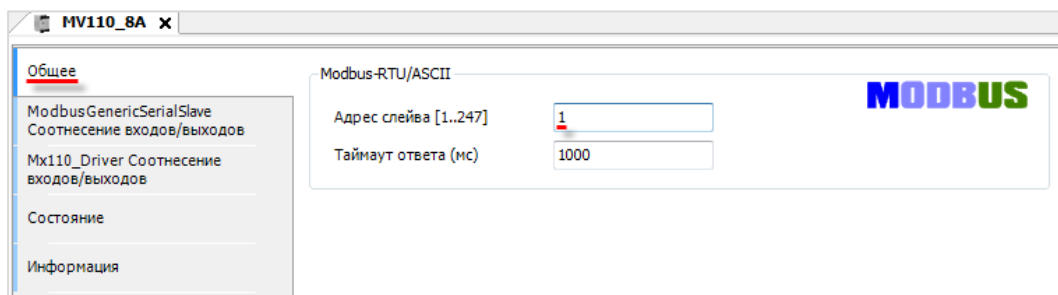 MV110_8A
Общее
ModbusGenericSerialSlave
Соотнесение входов/выходов
Mx110_Driver Соотнесение
входов/выходов
Состояние
Информация
Modbus-RTU/ASCII
MODBUS
Адрес слейва [1..247] 1
Таймаут ответа (мс) 1000